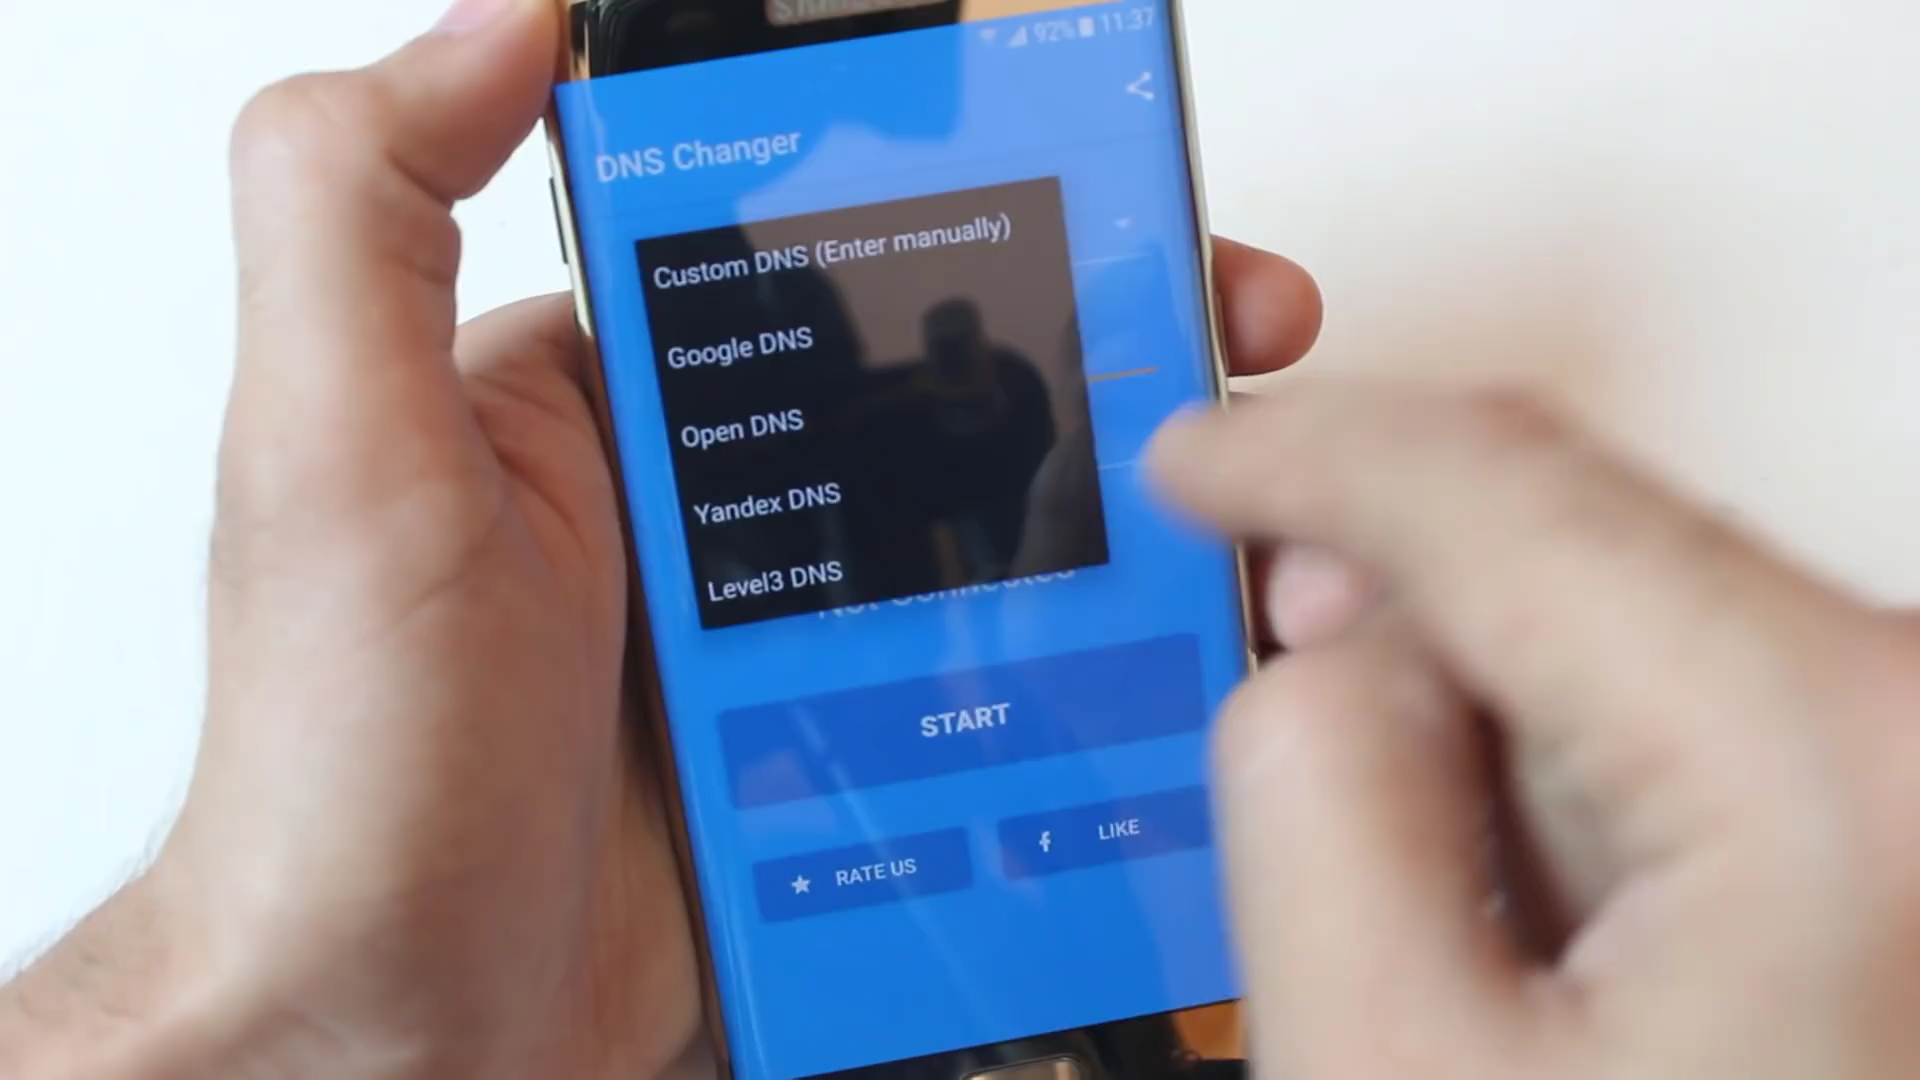 SAMSUNG
92% 11:37
DNS Changer
Custom DNS (Enter manually)
Google DNS
Open DNS
Yandex DNS
Level3 DNS
Not Connected
START
RATE US
LIKE